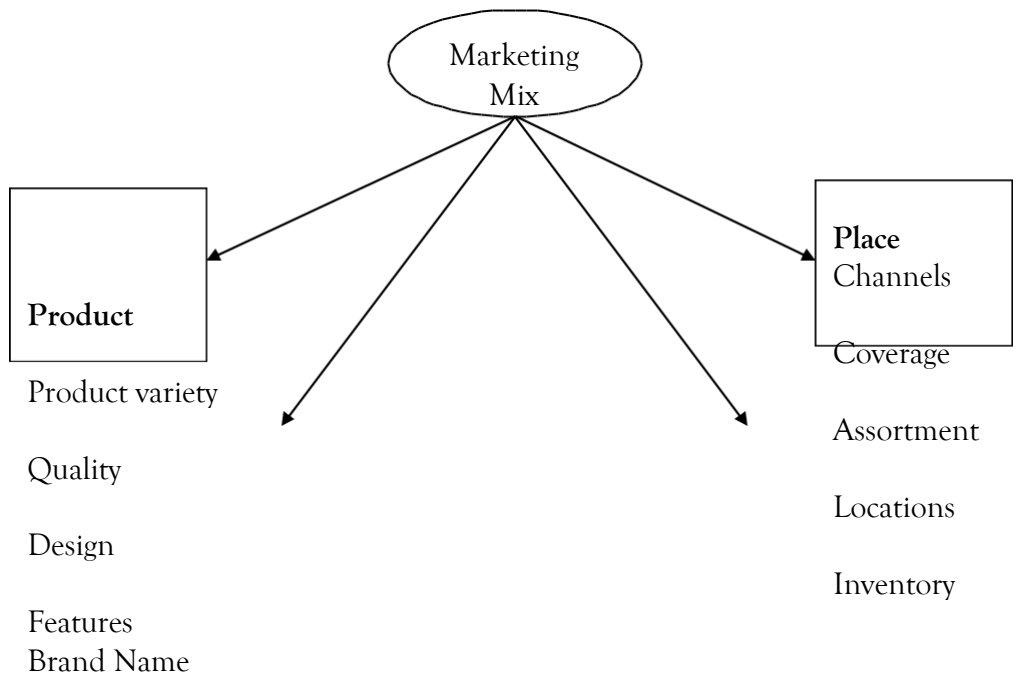 Marketing
Mix
Product
Product variety
Quality
Design
Features
Brand Name
Place
Channels
Coverage
Assortment
Locations
Inventory